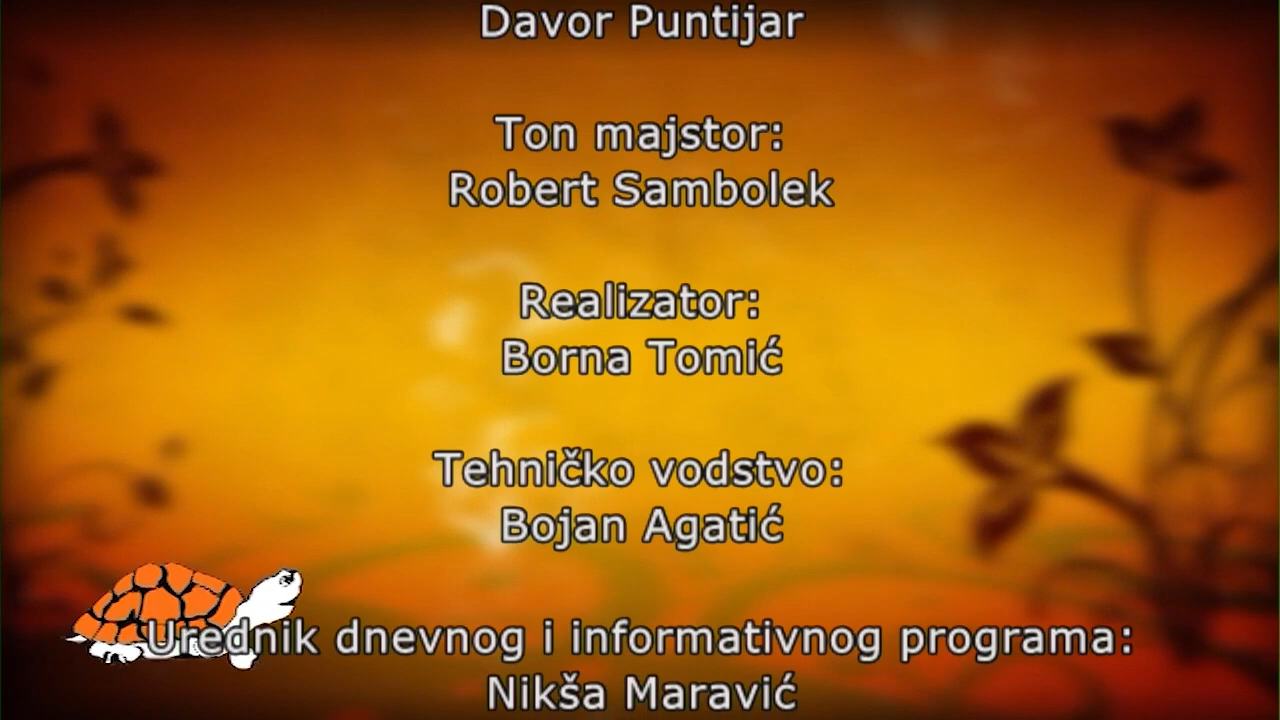 Davor Puntijar
Ton majstor:
Robert Sambolek
Realizator:
Borna Tomić
Tehničko vodstvo:
Bojan Agatić
Urednik dnevnog i informativnog programa:
Nikša Maravić